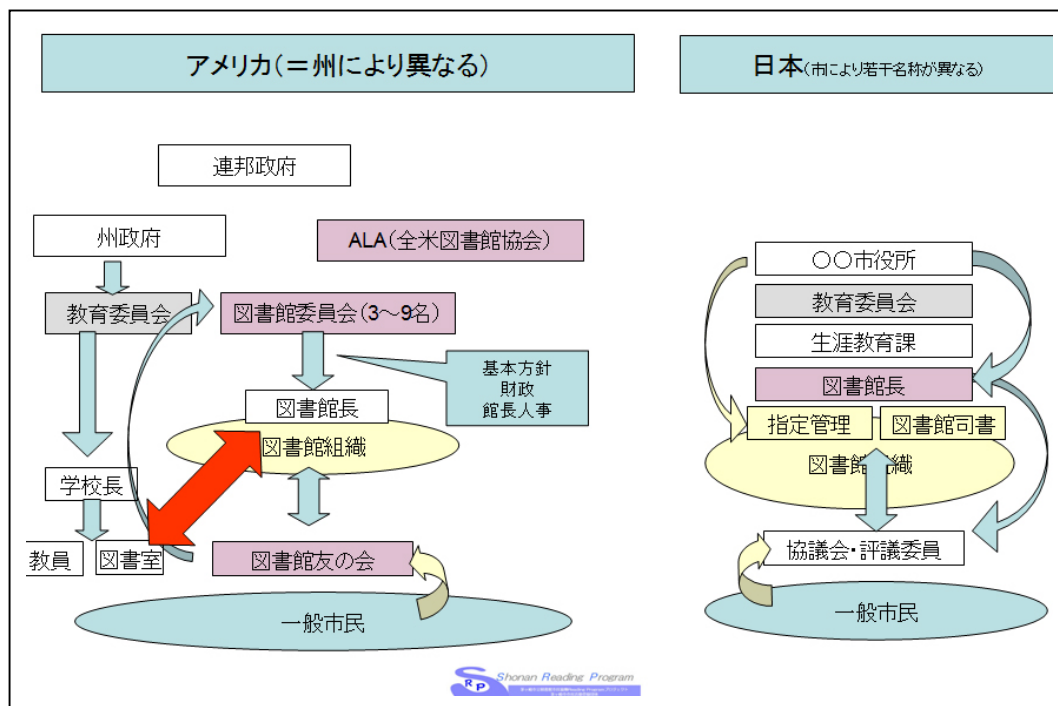 アメリカ(=州により異なる)
連邦政府
州政府
ALA(全米図書館協会)
教育委員会
図書館委員会(3~9名)
基本方針
財政
館長人事
図書館長
図書館組織
学校長
教員
図書室
図書館友の会
一般市民
日本(市により若干名称が異なる)
〇〇市役所
教育委員会
生涯教育課
図書館長
指定管理
図書館司書
図書館組織
協議会・評議委員
一般市民
Shonan Reading Program
SRP